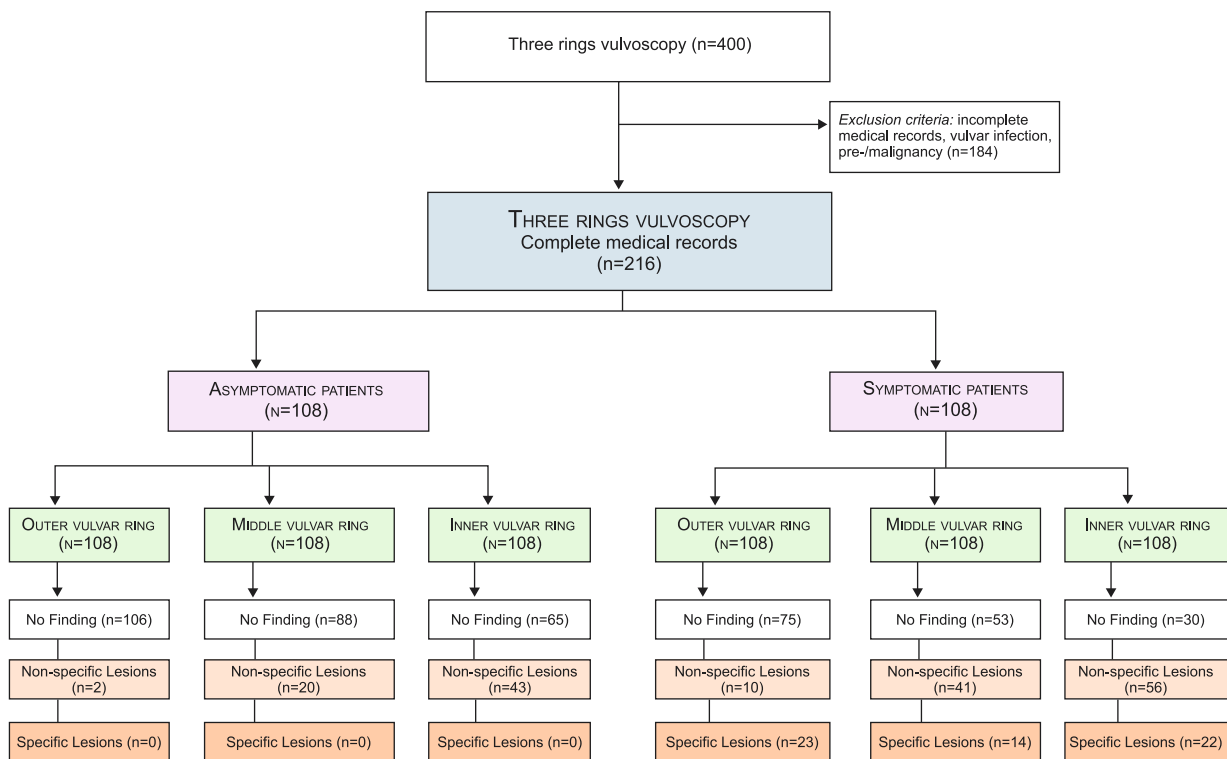 Three rings vulvoscopy (n=400)
Exclusion criteria: incomplete
medical records, vulvar infection,
pre-/malignancy (n=184)
THREE RINGS VULVOSCOPY
Complete medical records
(n=216)
ASYMPTOMATIC PATIENTS
(N=108)
SYMPTOMATIC PATIENTS
(N=108)
OUTER VULVAR RING
(N=108)
MIDDLE VULVAR RING
(N=108)
INNER VULVAR RING
(N=108)
OUTER VULVAR RING
(N=108)
MIDDLE VULVAR RING
(N=108)
INNER VULVAR RING
(N=108)
No Finding (n=106)
No Finding (n=88)
No Finding (n=65)
No Finding (n=75)
No Finding (n=53)
No Finding (n=30)
Non-specific Lesions
(n=2)
Non-specific Lesions
(n=20)
Non-specific Lesions
(n=43)
Non-specific Lesions
(n=10)
Non-specific Lesions
(n=41)
Non-specific Lesions
(n=56)
Specific Lesions (n=0)
Specific Lesions (n=0)
Specific Lesions (n=0)
Specific Lesions (n=23)
Specific Lesions (n=14)
Specific Lesions (n=22)